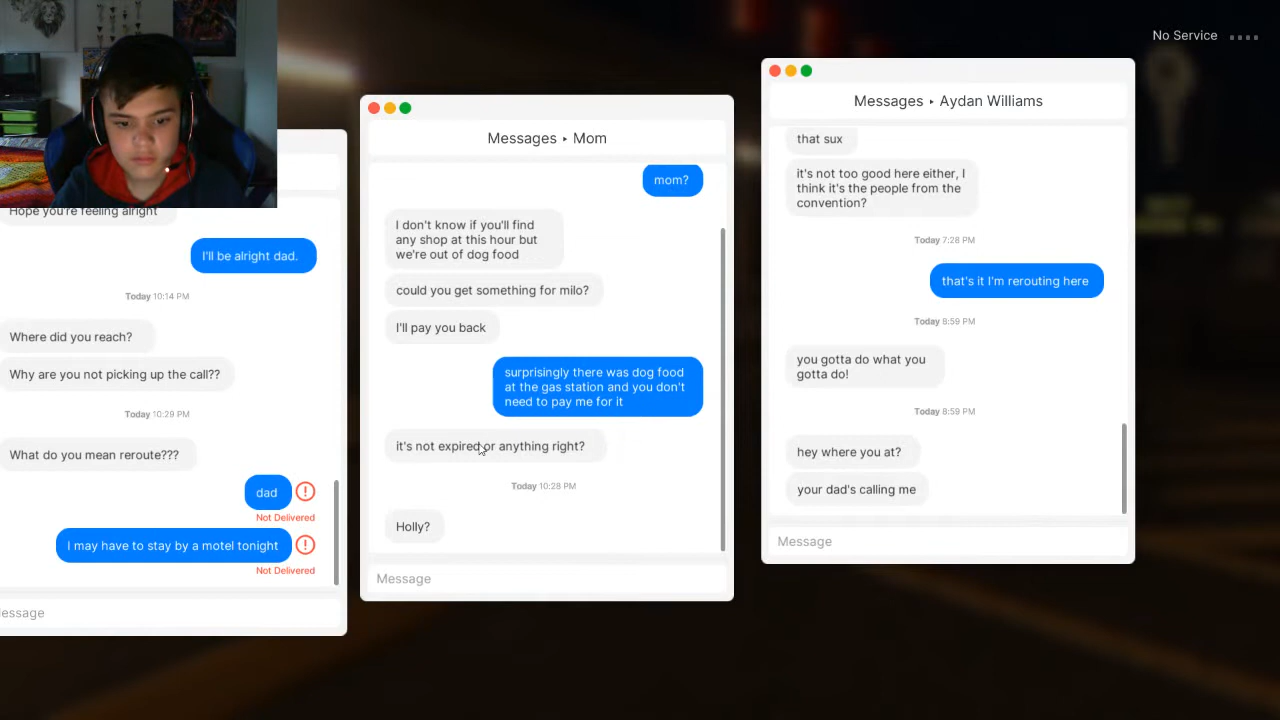 No Service
Hope you're feeling alright
I'll be alright dad.
Today 10:14 PM
Where did you reach?
Why are you not picking up the call??
Today 10:29 PM
What do you mean reroute???
dad
Not Delivered
I may have to stay by a motel tonight
Not Delivered
essage
Messages ▸ Mom
mom?
I don't know if you'll find
any shop at this hour but
we're out of dog food
could you get something for milo?
I'll pay you back
surprisingly there was dog food
at the gas station and you don't
need to pay me for it
it's not expired or anything right?
Today 10:28 PM
Holly?
Message
Messages ▸ Aydan Williams
that sux
it's not too good here either, I
think it's the people from the
convention?
Today 7:28 PM
that's it I'm rerouting here
Today 8:59 PM
you gotta do what you
gotta do!
Today 8:59 PM
hey where you at?
your dad's calling me
Message